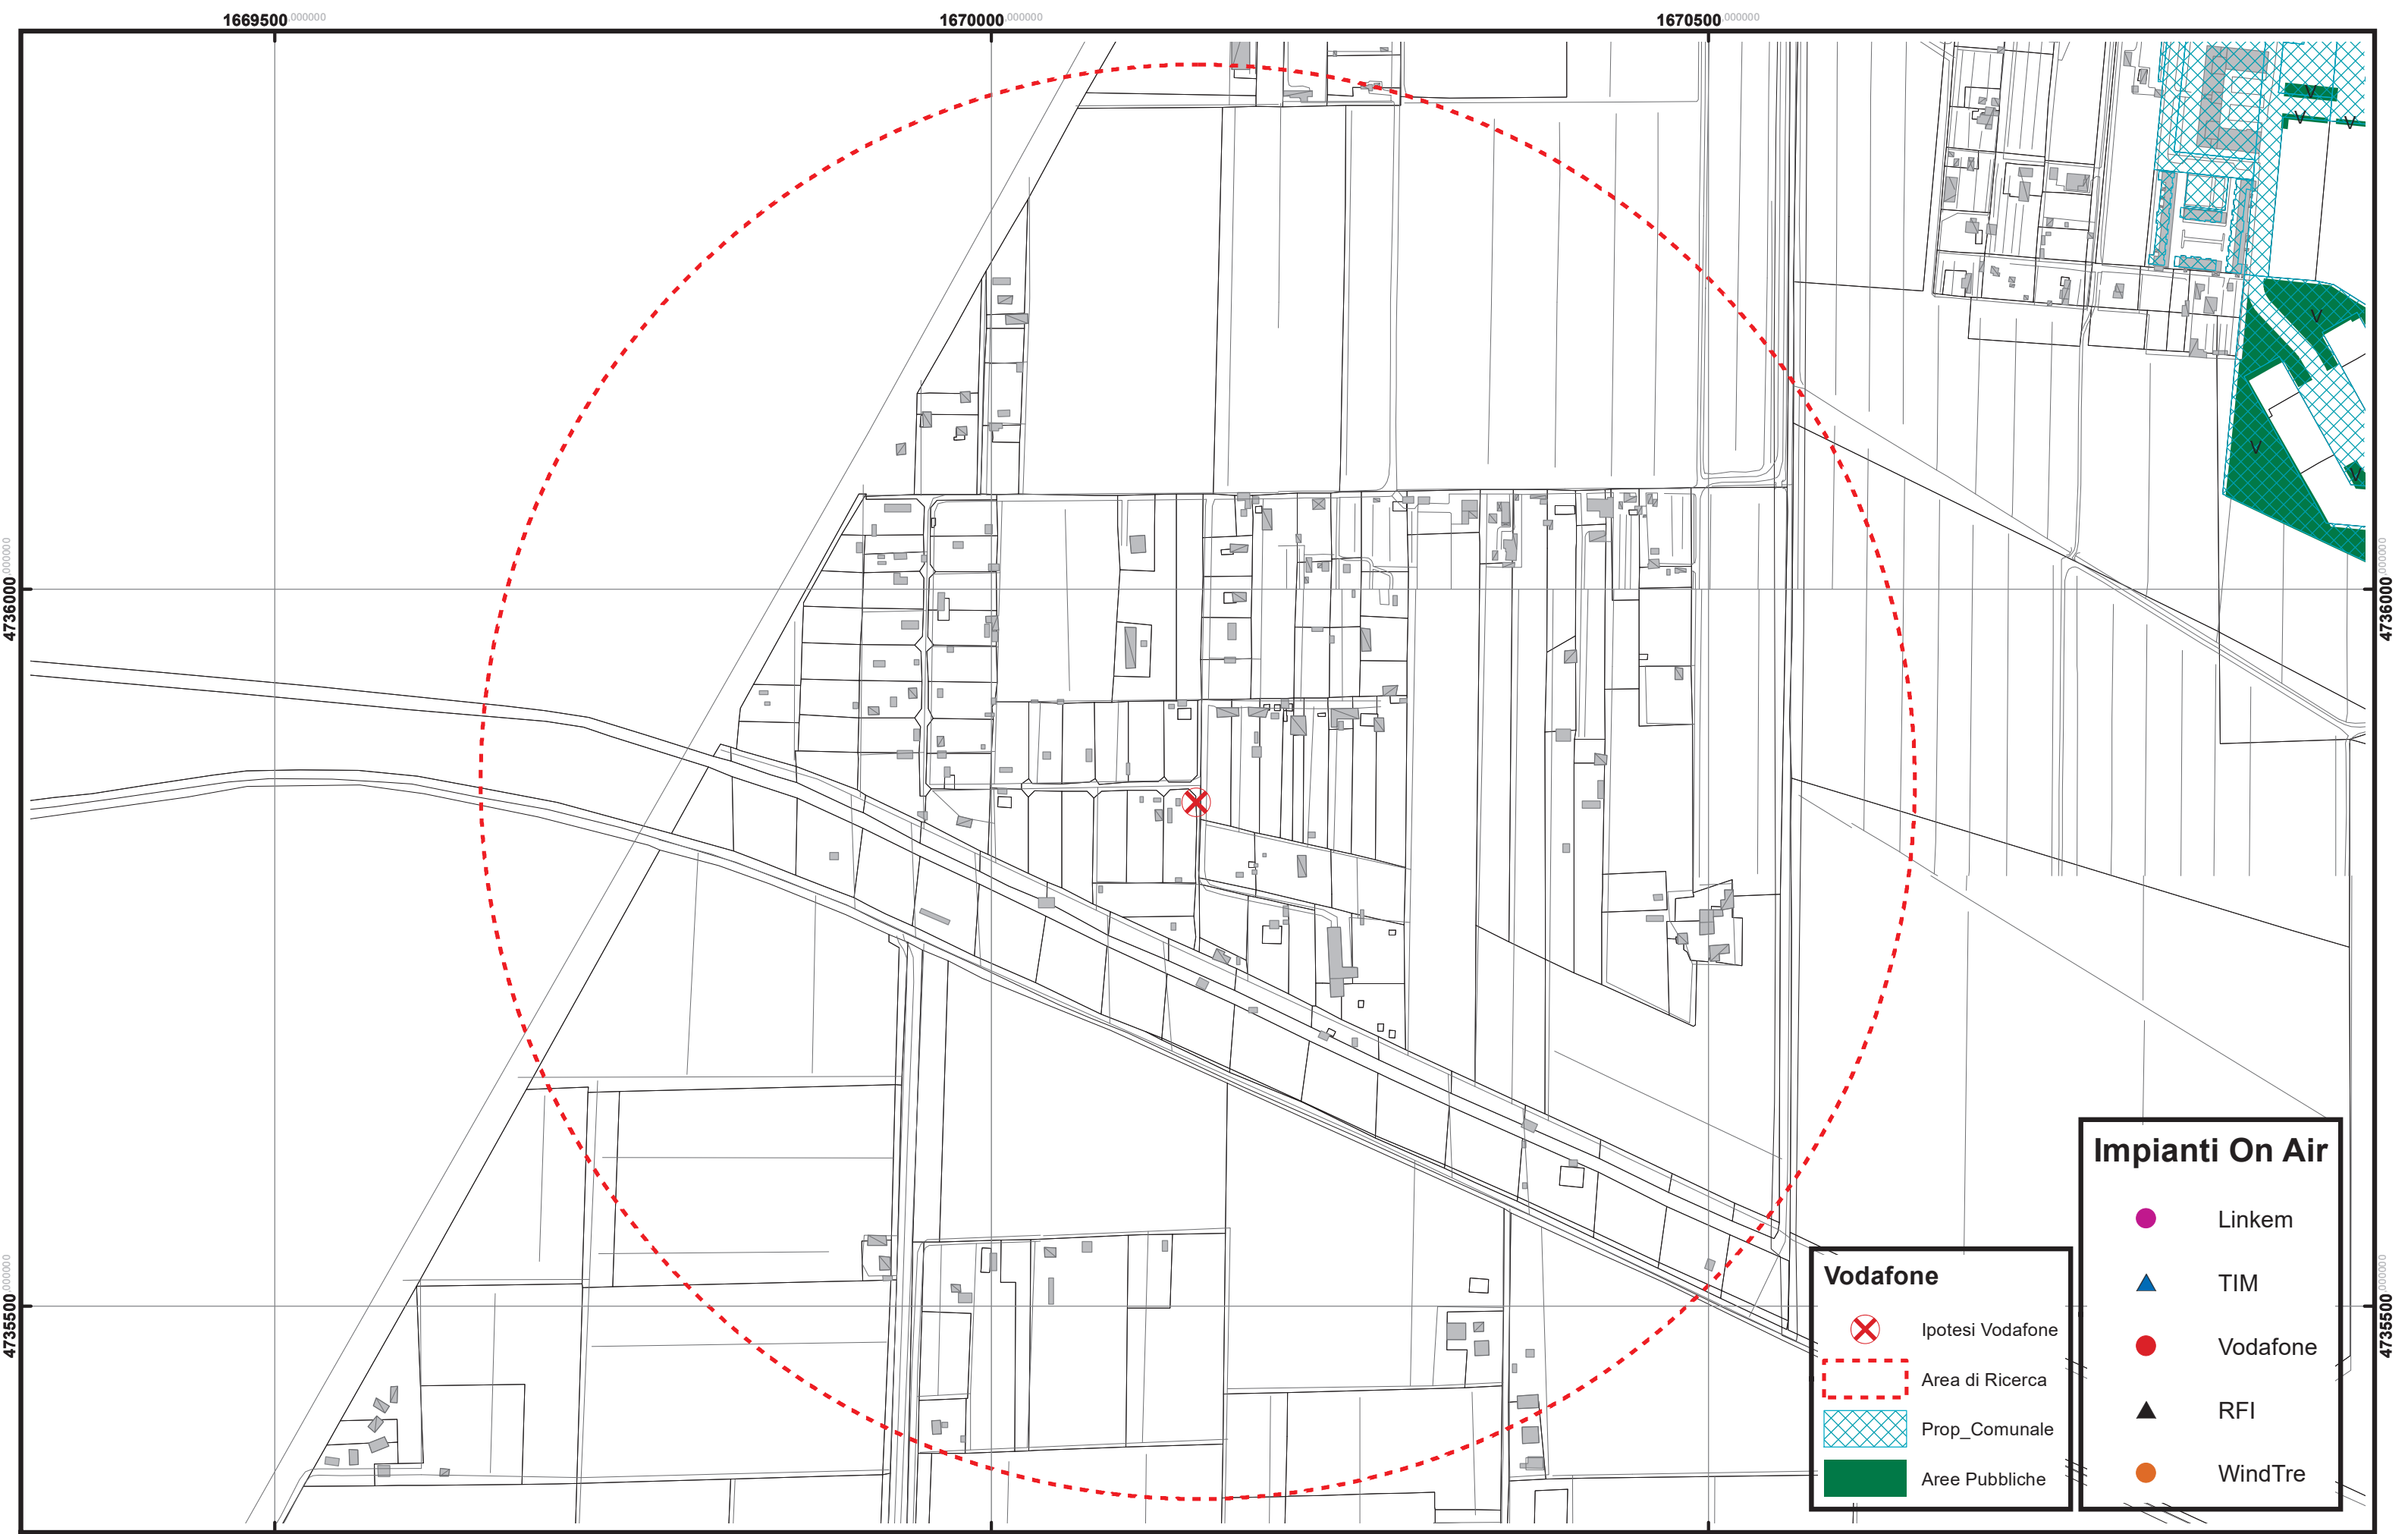 1669500,000000
1670000,000000
1670500,000000
V
V
V
V
V
V
4736000,000000
4736000,000000
4735500,000000
4735500,000000
Vodafone
Ipotesi Vodafone
Area di Ricerca
Prop_Comunale
Aree Pubbliche
Impianti On Air
Linkem
TIM
Vodafone
RFI
WindTre